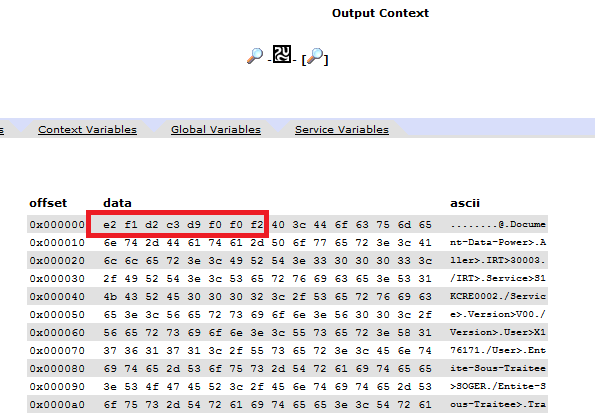 Output Context
- - [ ]
s Context Variables Global Variables Service Variables
offset data ascii
0x000000 e2 f1 d2 c3 d9 f0 f0 f2 40 3c 44 6f 63 75 6d 65 ........@.Docume
0x000010 6e 74 2d 44 61 74 61 2d 50 6f 77 65 72 3e 3c 41 nt-Data-Power>.A
0x000020 6c 6c 65 72 3e 3c 49 52 54 3e 33 30 30 30 33 3c ller>.IRT>30003.
0x000030 2f 49 52 54 3e 3c 53 65 72 76 69 63 65 3e 53 31 /IRT>.Service>S1
0x000040 4b 43 52 45 30 30 30 32 3c 2f 53 65 72 76 69 63 KCRE0002./Servic
0x000050 65 3e 3c 56 65 72 73 69 6f 6e 3e 56 30 30 3c 2f e>.Version>V00./
0x000060 56 65 72 73 69 6f 6e 3e 3c 55 73 65 72 3e 58 31 Version>.User>X1
0x000070 37 36 31 37 31 3c 2f 55 73 65 72 3e 3c 45 6e 74 76171./User>.Ent
0x000080 69 74 65 2d 53 6f 75 73 2d 54 72 61 69 74 65 65 ite-Sous-Traitee
0x000090 3e 53 4f 47 45 52 3c 2f 45 6e 74 69 74 65 2d 53 >SOGER./Entite-S
0x0000a0 6f 75 73 2d 54 72 61 69 74 65 65 3e 3c 54 72 61 ous-Traitee>.Tra